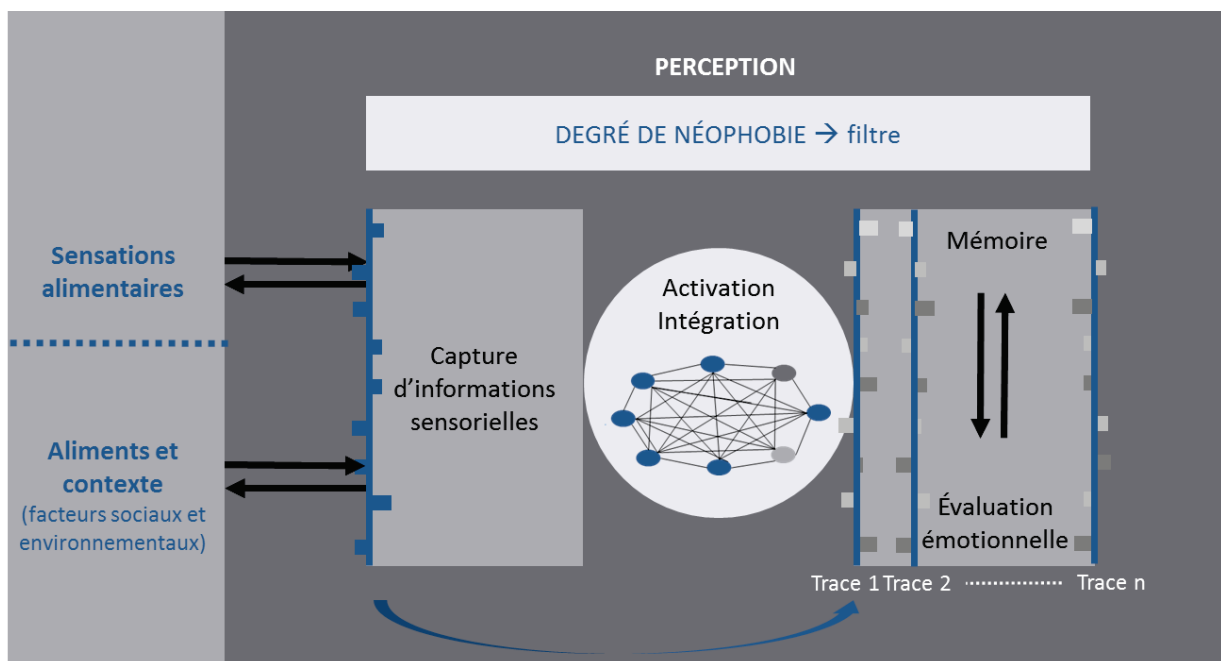 PERCEPTION
DEGRÉ DE NÉOPHOBIE → filtre
Sensations
alimentaires
Aliments et
contexte
(facteurs sociaux et
environnementaux)
Capture
d’informations
sensorielles
Activation
Intégration
Mémoire
Évaluation
émotionnelle
Trace 1 Trace 2 ............... Trace n